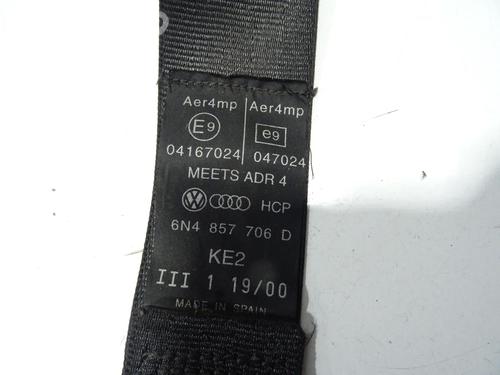 Aer4mp Aer4mp
E9 e9
04167024 047024
MEETS ADR 4
HCP
6N4 857 706 D
KE2
III 1 19/00
MADE IN SPAIN